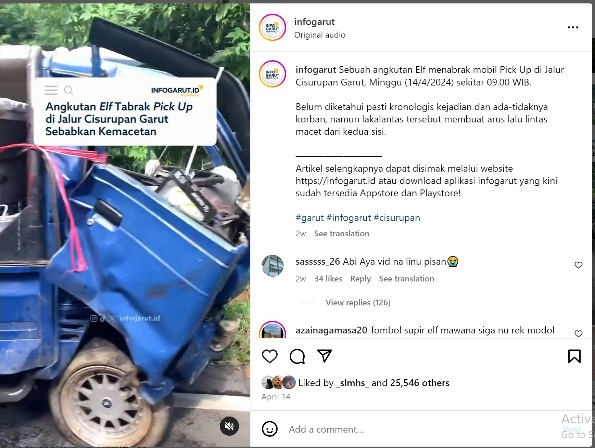 INFOGARUT.ID
Angkutan Elf Tabrak Pick Up
di Jalur Cisurupan Garut
Sebabkan Kemacetan
infogarut.id
infogarut
Original audio
infogarut Sebuah angkutan Elf menabrak mobil Pick Up di Jalur
Cisurupan Garut, Minggu (14/4/2024) sekitar 09.00 WIB.
Belum diketahui pasti kronologis kejadian dan ada-tidaknya
korban, namun lakalantas tersebut membuat arus lalu lintas
macet dari kedua sisi.
Artikel selengkapnya dapat disimak melalui website
https://infogarut.id atau download aplikasi infogarut yang kini
sudah tersedia Appstore dan Playstore!
#garut #infogarut #cisurupan
2w See translation
sasssss_26 Abi Aya vid na linu pisan😭
2w 34 likes Reply See translation
View replies (126)
azainagamasa20 Tombol supir elf mawana siga nu rek modol
Liked by _slmhs_ and 25,546 others
April 14
Add a comment...
Post
Activa
Go to S